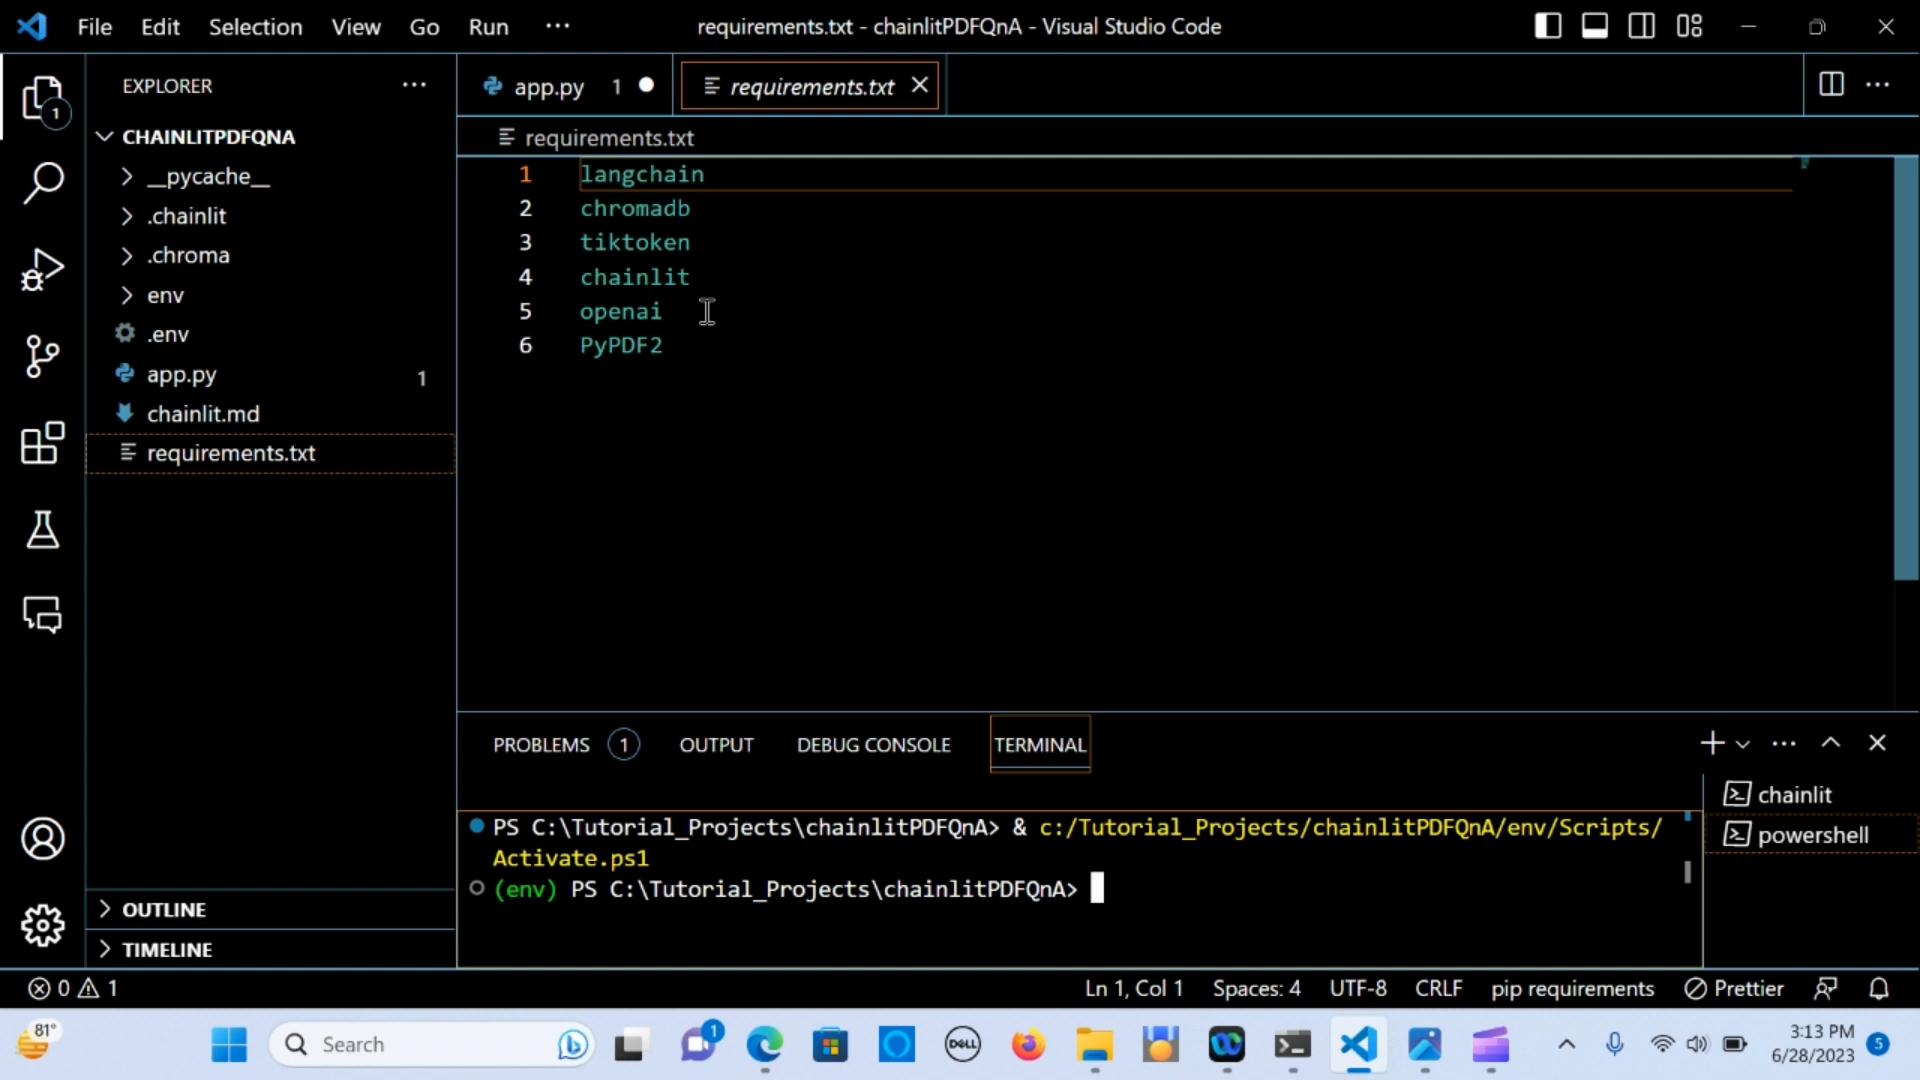 File Edit Selection View Go Run ···
requirements.txt - chainlitPDFQnA - Visual Studio Code
EXPLORER ···
1
CHAINLITPDFQNA
__pycache__
.chainlit
.chroma
env
.env
app.py 1
chainlit.md
requirements.txt
OUTLINE
TIMELINE
app.py 1
requirements.txt
requirements.txt
1 langchain
2 chromadb
3 tiktoken
4 chainlit
5 openai
6 PyPDF2
PROBLEMS 1 OUTPUT DEBUG CONSOLE TERMINAL
PS C:\Tutorial_Projects\chainlitPDFQnA> & c:/Tutorial_Projects/chainlitPDFQnA/env/Scripts/
Activate.ps1
(env) PS C:\Tutorial_Projects\chainlitPDFQnA>
chainlit
powershell
0 1 Ln 1, Col 1 Spaces: 4 UTF-8 CRLF pip requirements Prettier
81°
Search
1
DELL
3:13 PM
6/28/2023
5